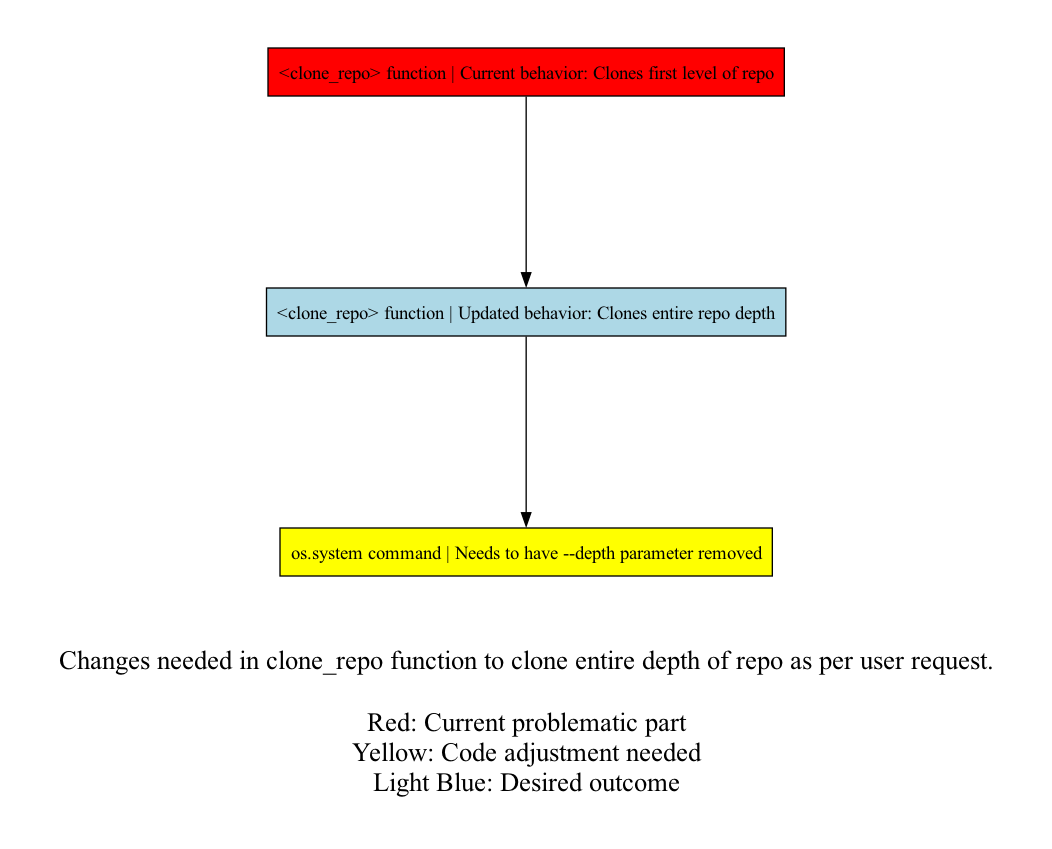 <clone_repo> function | Current behavior: Clones first level of repo
<clone_repo> function | Updated behavior: Clones entire repo depth
os.system command | Needs to have --depth parameter removed
Changes needed in clone_repo function to clone entire depth of repo as per user request.
Red: Current problematic part
Yellow: Code adjustment needed
Light Blue: Desired outcome